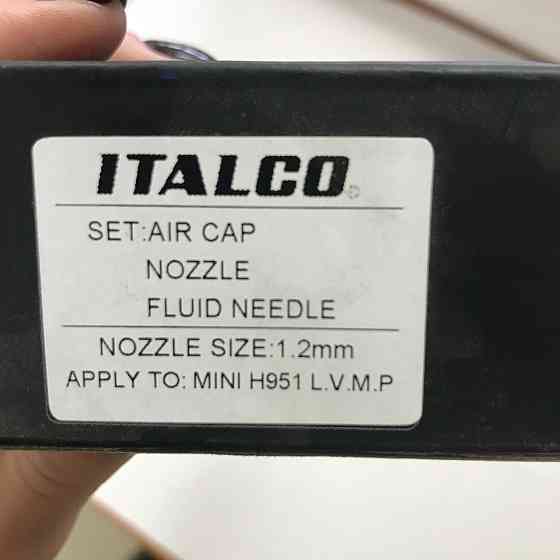 ITALCO®
SET:AIR CAP
NOZZLE
FLUID NEEDLE
NOZZLE SIZE:1.2mm
APPLY TO: MINI H951 L.V.M.P